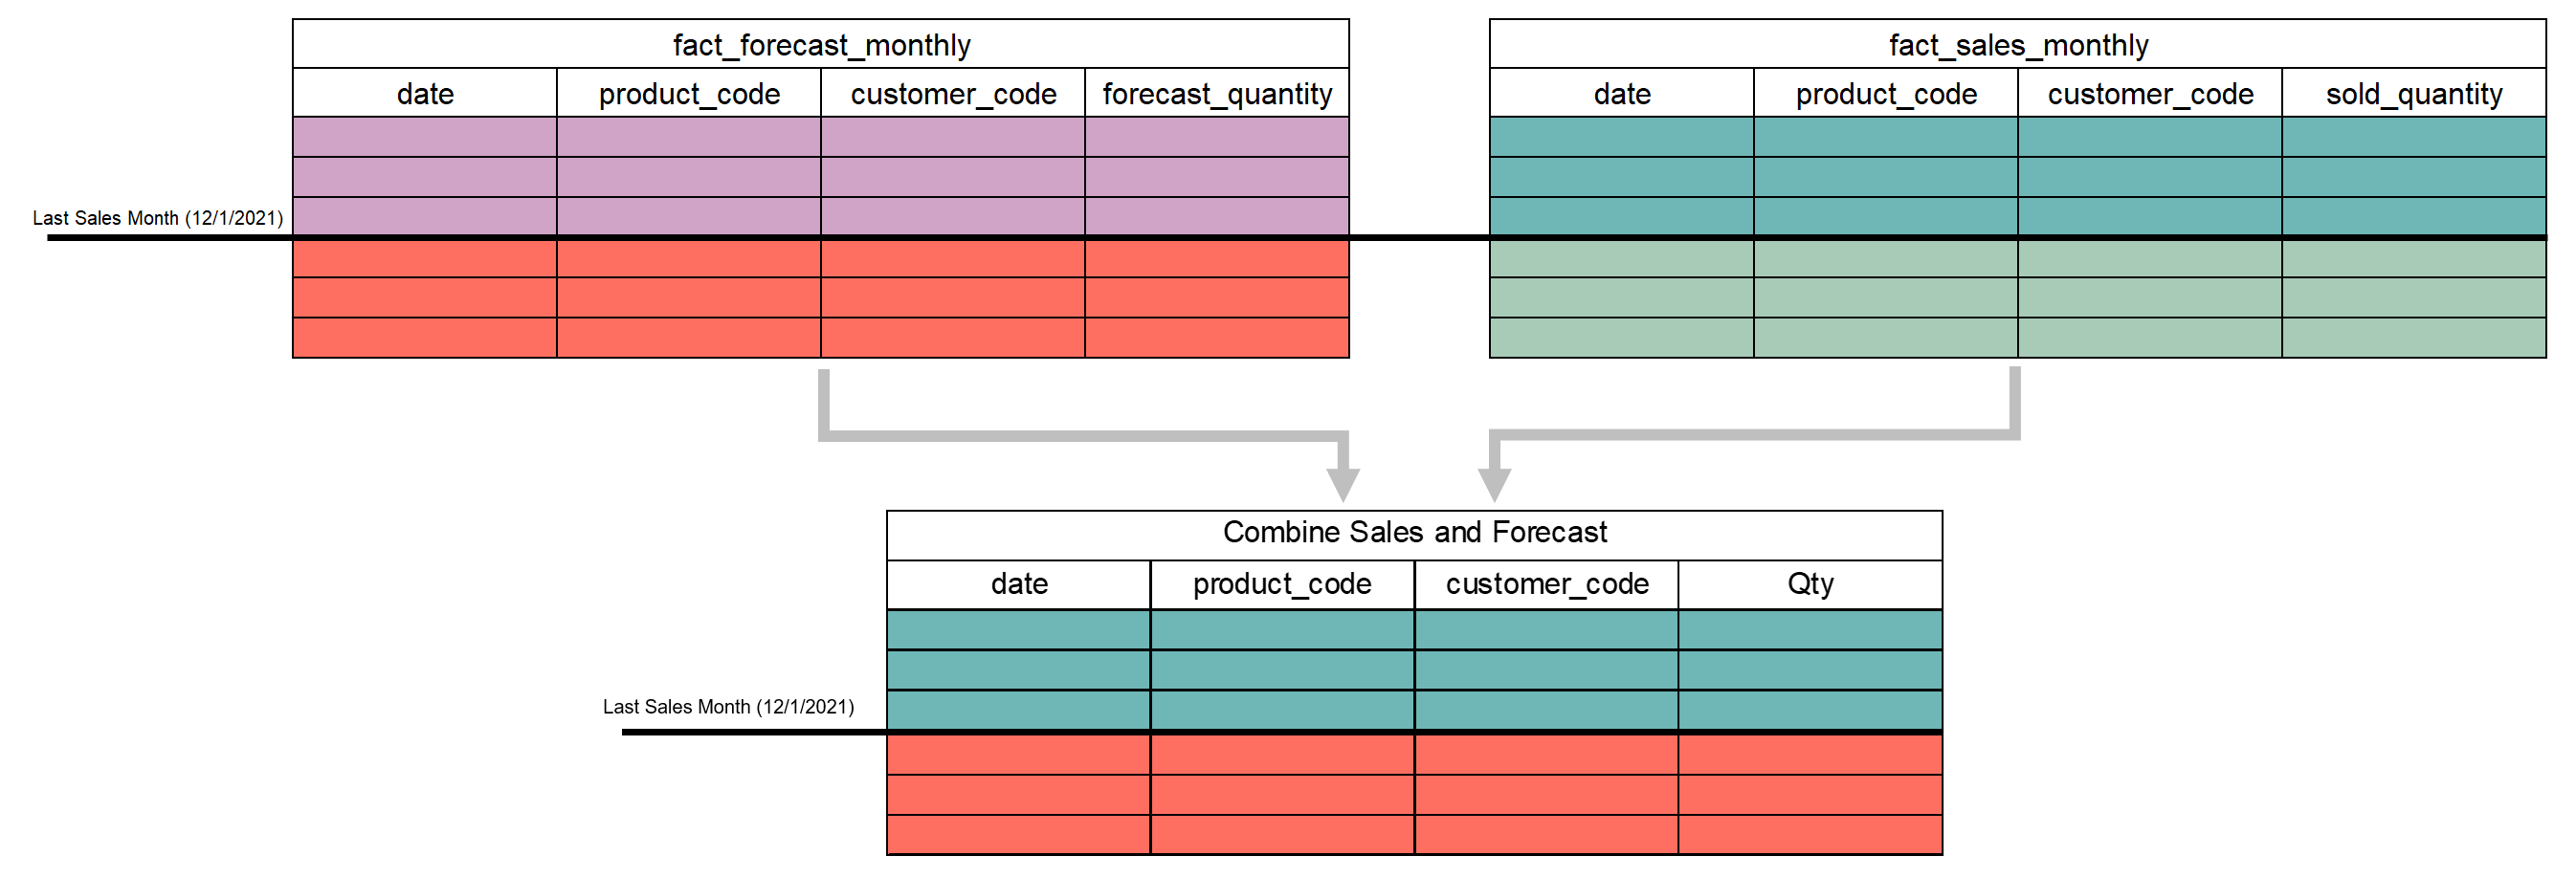 fact_forecast_monthly
date product_code customer_code forecast_quantity
fact_sales_monthly
date product_code customer_code sold_quantity
Last Sales Month (12/1/2021)
Combine Sales and Forecast
date product_code customer_code Qty
Last Sales Month (12/1/2021)